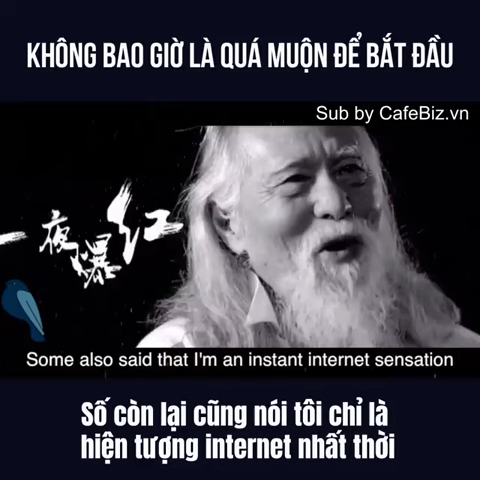 KHÔNG BAO GIỜ LÀ QUÁ MUỘN ĐỂ BẮT ĐẦU
Sub by CafeBiz.vn
一夜爆红
Some also said that I'm an instant internet sensation
Số còn lại cũng nói tôi chỉ là
hiện tượng internet nhất thời